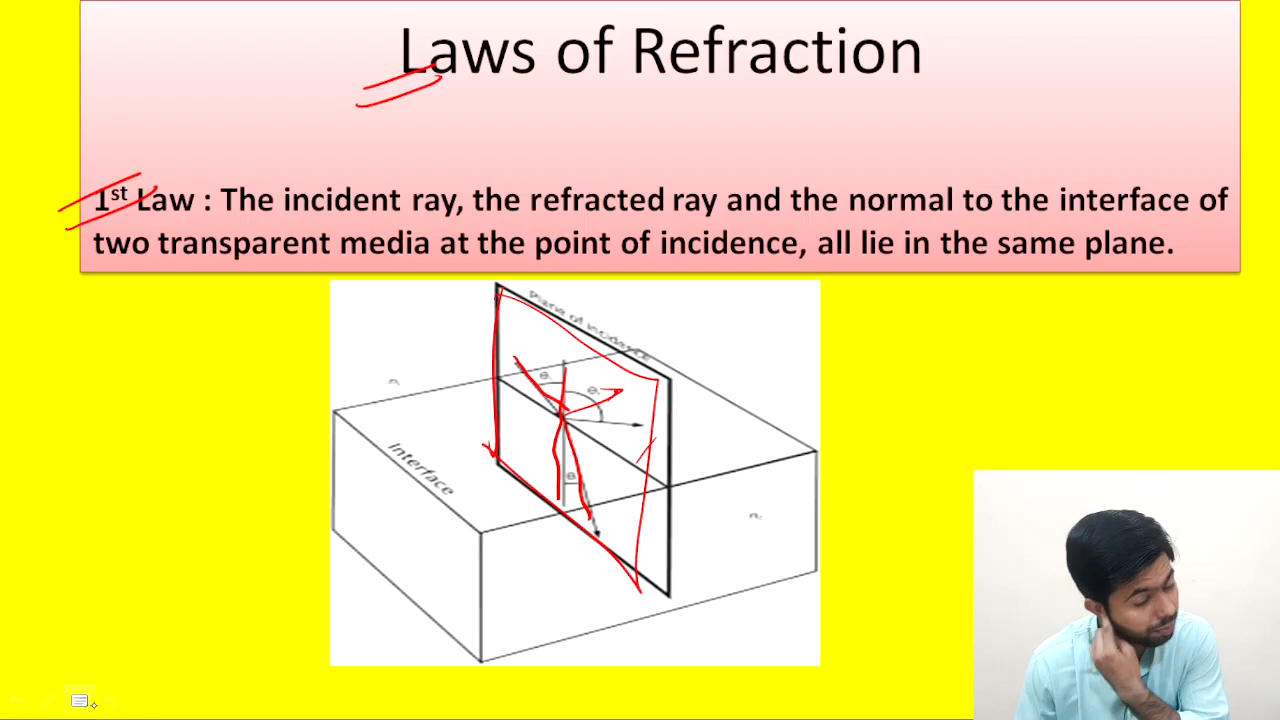 Laws of Refraction
1st Law : The incident ray, the refracted ray and the normal to the interface of
two transparent media at the point of incidence, all lie in the same plane.
Plane of incidence
Interface